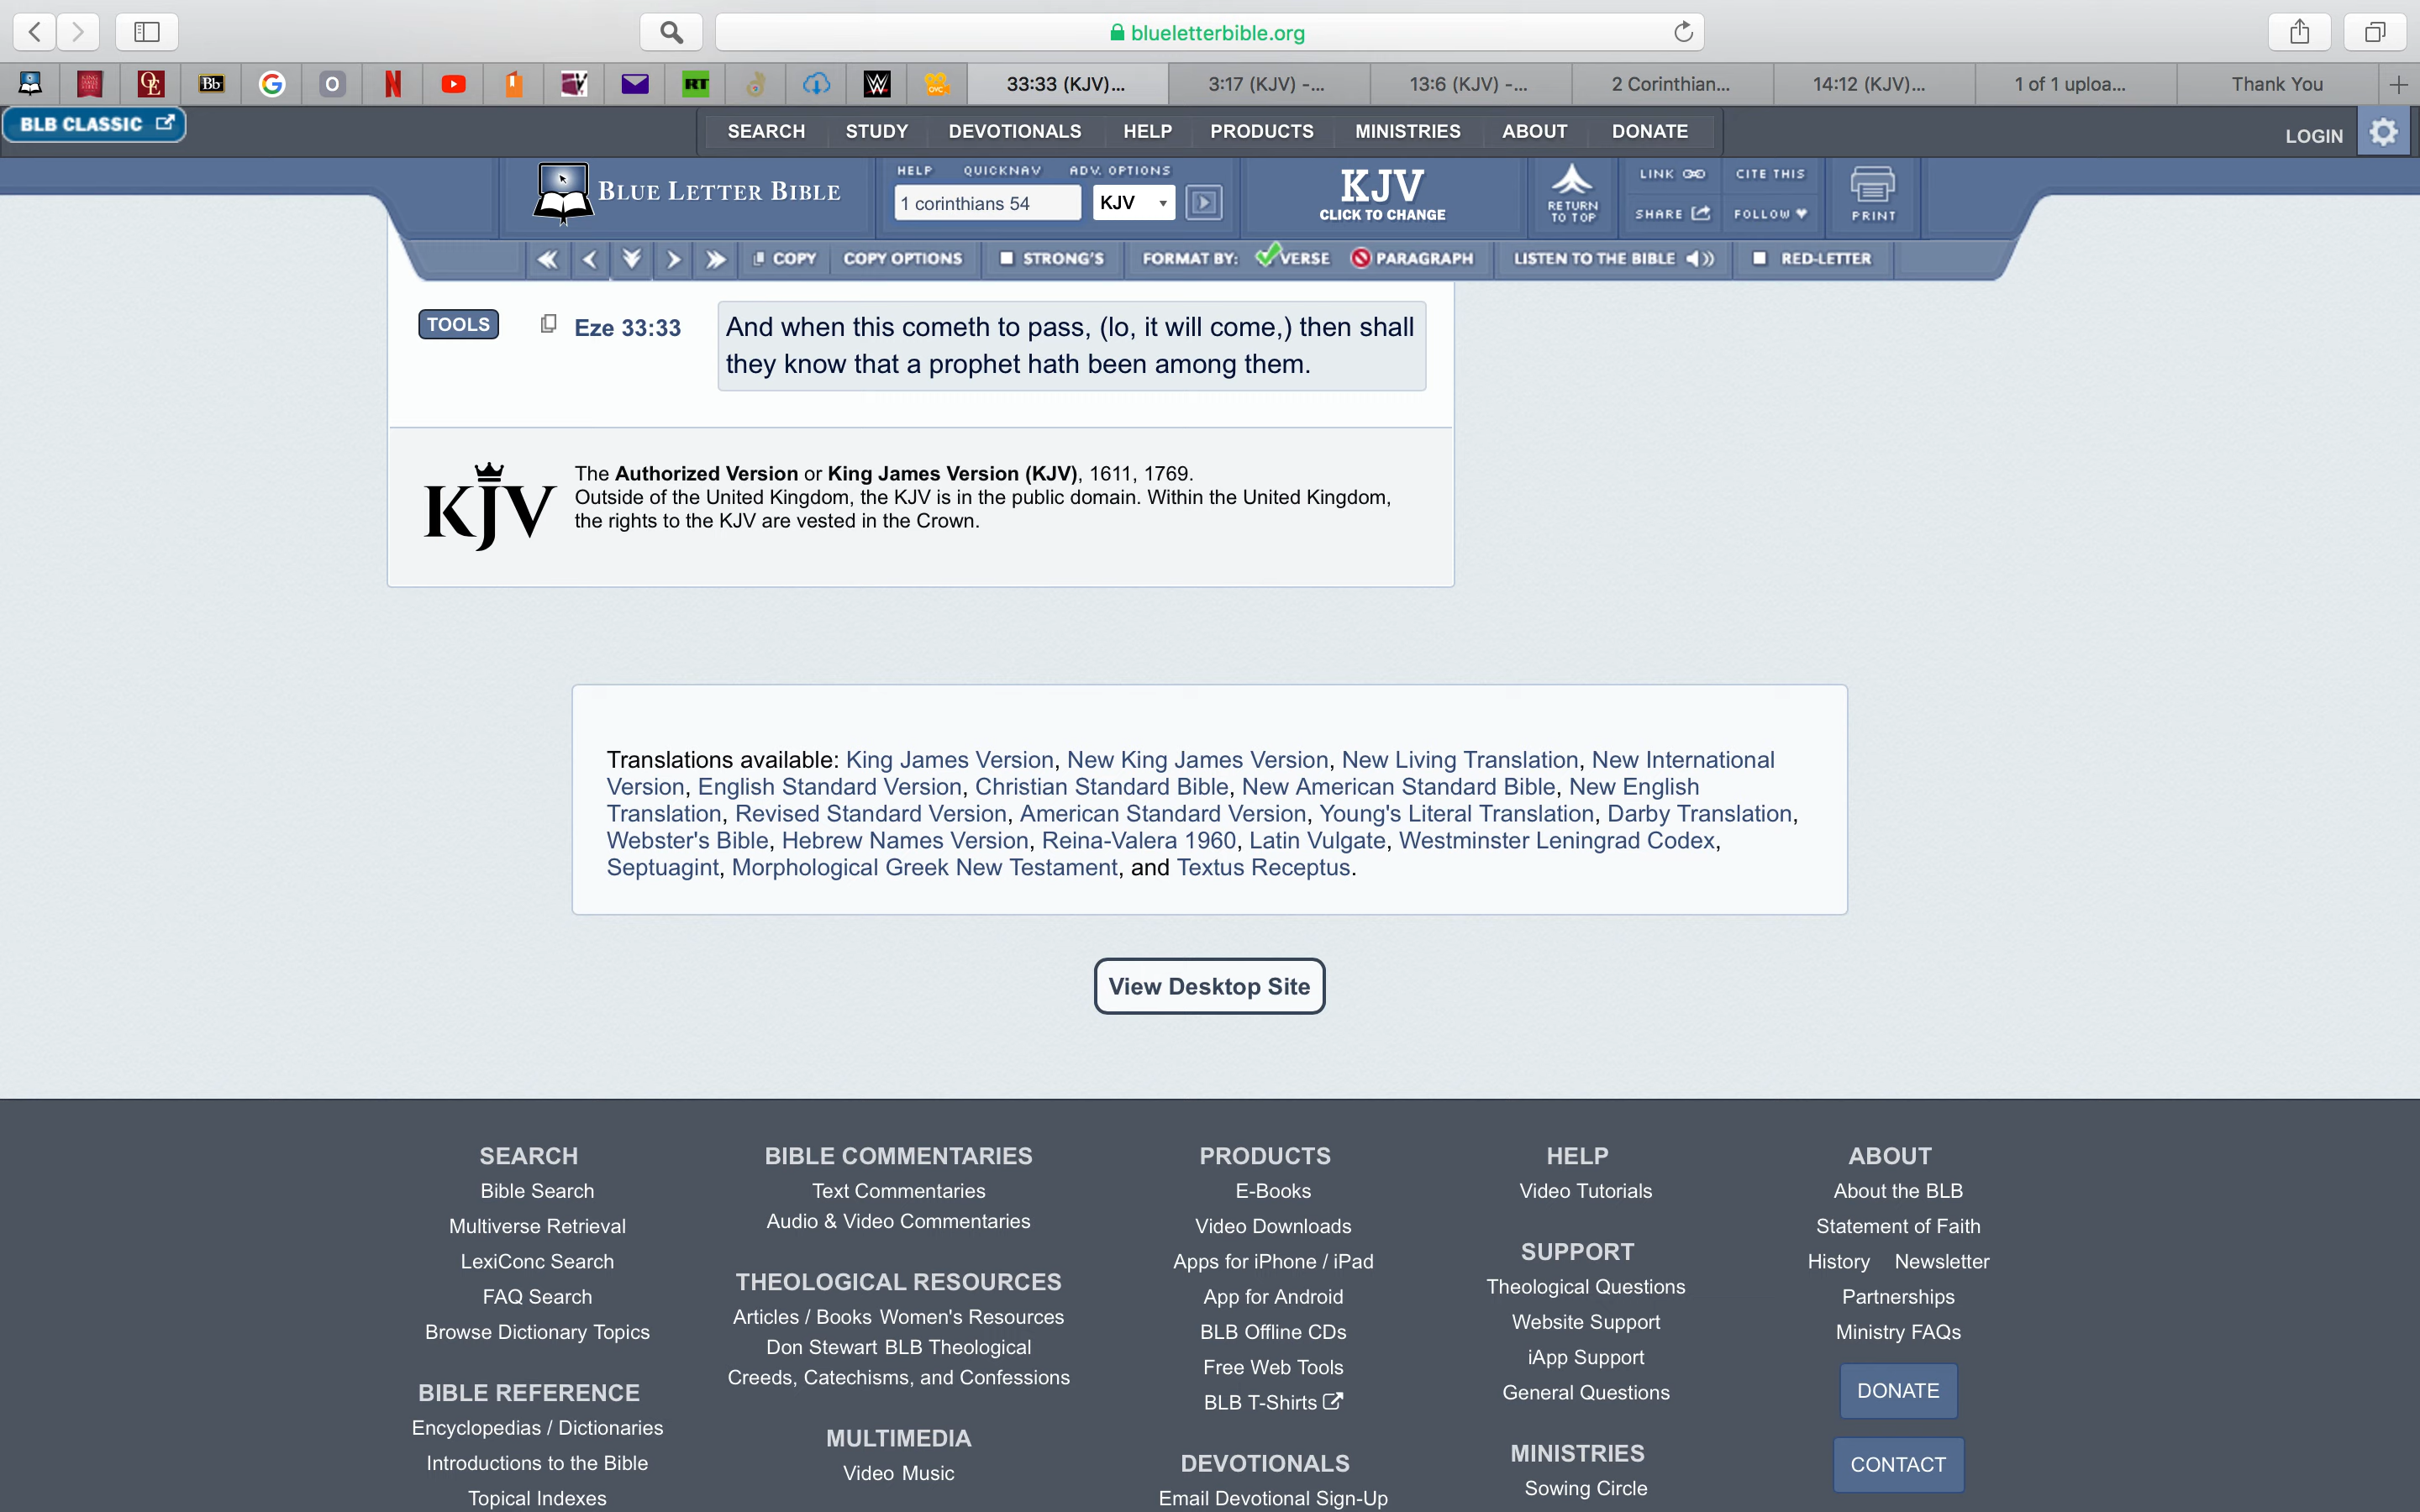 blueletterbible.org
Bb
G
O
N
RT
W
OVC
33:33 (KJV)...
3:17 (KJV) -...
13:6 (KJV) -...
2 Corinthian...
14:12 (KJV)...
1 of 1 uploa...
Thank You
BLB CLASSIC
SEARCH STUDY DEVOTIONALS HELP PRODUCTS MINISTRIES ABOUT DONATE
LOGIN
BLUE LETTER BIBLE
HELP QUICKNAV ADV. OPTIONS
1 corinthians 54
KJV
KJV
CLICK TO CHANGE
RETURN
TO TOP
LINK
CITE THIS
SHARE
FOLLOW
PRINT
COPY COPY OPTIONS STRONG'S FORMAT BY: VERSE PARAGRAPH LISTEN TO THE BIBLE RED-LETTER
TOOLS
Eze 33:33
And when this cometh to pass, (lo, it will come,) then shall
they know that a prophet hath been among them.
KJV
The Authorized Version or King James Version (KJV), 1611, 1769.
Outside of the United Kingdom, the KJV is in the public domain. Within the United Kingdom,
the rights to the KJV are vested in the Crown.
Translations available: King James Version, New King James Version, New Living Translation, New International
Version, English Standard Version, Christian Standard Bible, New American Standard Bible, New English
Translation, Revised Standard Version, American Standard Version, Young's Literal Translation, Darby Translation,
Webster's Bible, Hebrew Names Version, Reina-Valera 1960, Latin Vulgate, Westminster Leningrad Codex,
Septuagint, Morphological Greek New Testament, and Textus Receptus.
View Desktop Site
SEARCH
Bible Search
Multiverse Retrieval
LexiConc Search
FAQ Search
Browse Dictionary Topics
BIBLE REFERENCE
Encyclopedias / Dictionaries
Introductions to the Bible
Topical Indexes
BIBLE COMMENTARIES
Text Commentaries
Audio & Video Commentaries
THEOLOGICAL RESOURCES
Articles / Books Women's Resources
Don Stewart BLB Theological
Creeds, Catechisms, and Confessions
MULTIMEDIA
Video Music
PRODUCTS
E-Books
Video Downloads
Apps for iPhone / iPad
App for Android
BLB Offline CDs
Free Web Tools
BLB T-Shirts
DEVOTIONALS
Email Devotional Sign-Up
HELP
Video Tutorials
SUPPORT
Theological Questions
Website Support
iApp Support
General Questions
MINISTRIES
Sowing Circle
ABOUT
About the BLB
Statement of Faith
History Newsletter
Partnerships
Ministry FAQs
DONATE
CONTACT